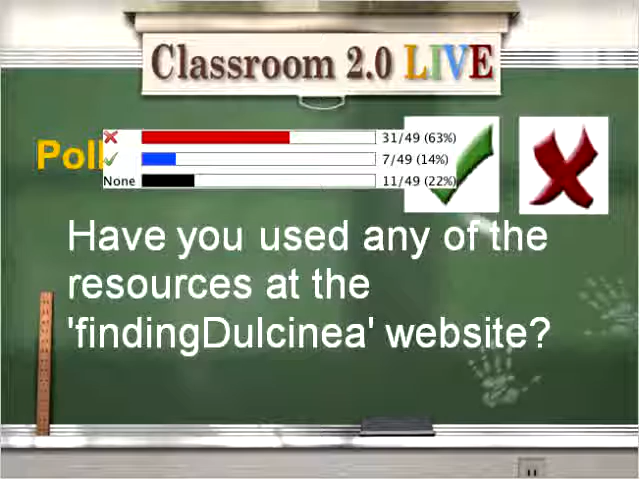 Classroom 2.0 LIVE
Poll
31/49 (63%)
7/49 (14%)
None 11/49 (22%)
Have you used any of the
resources at the
'findingDulcinea' website?